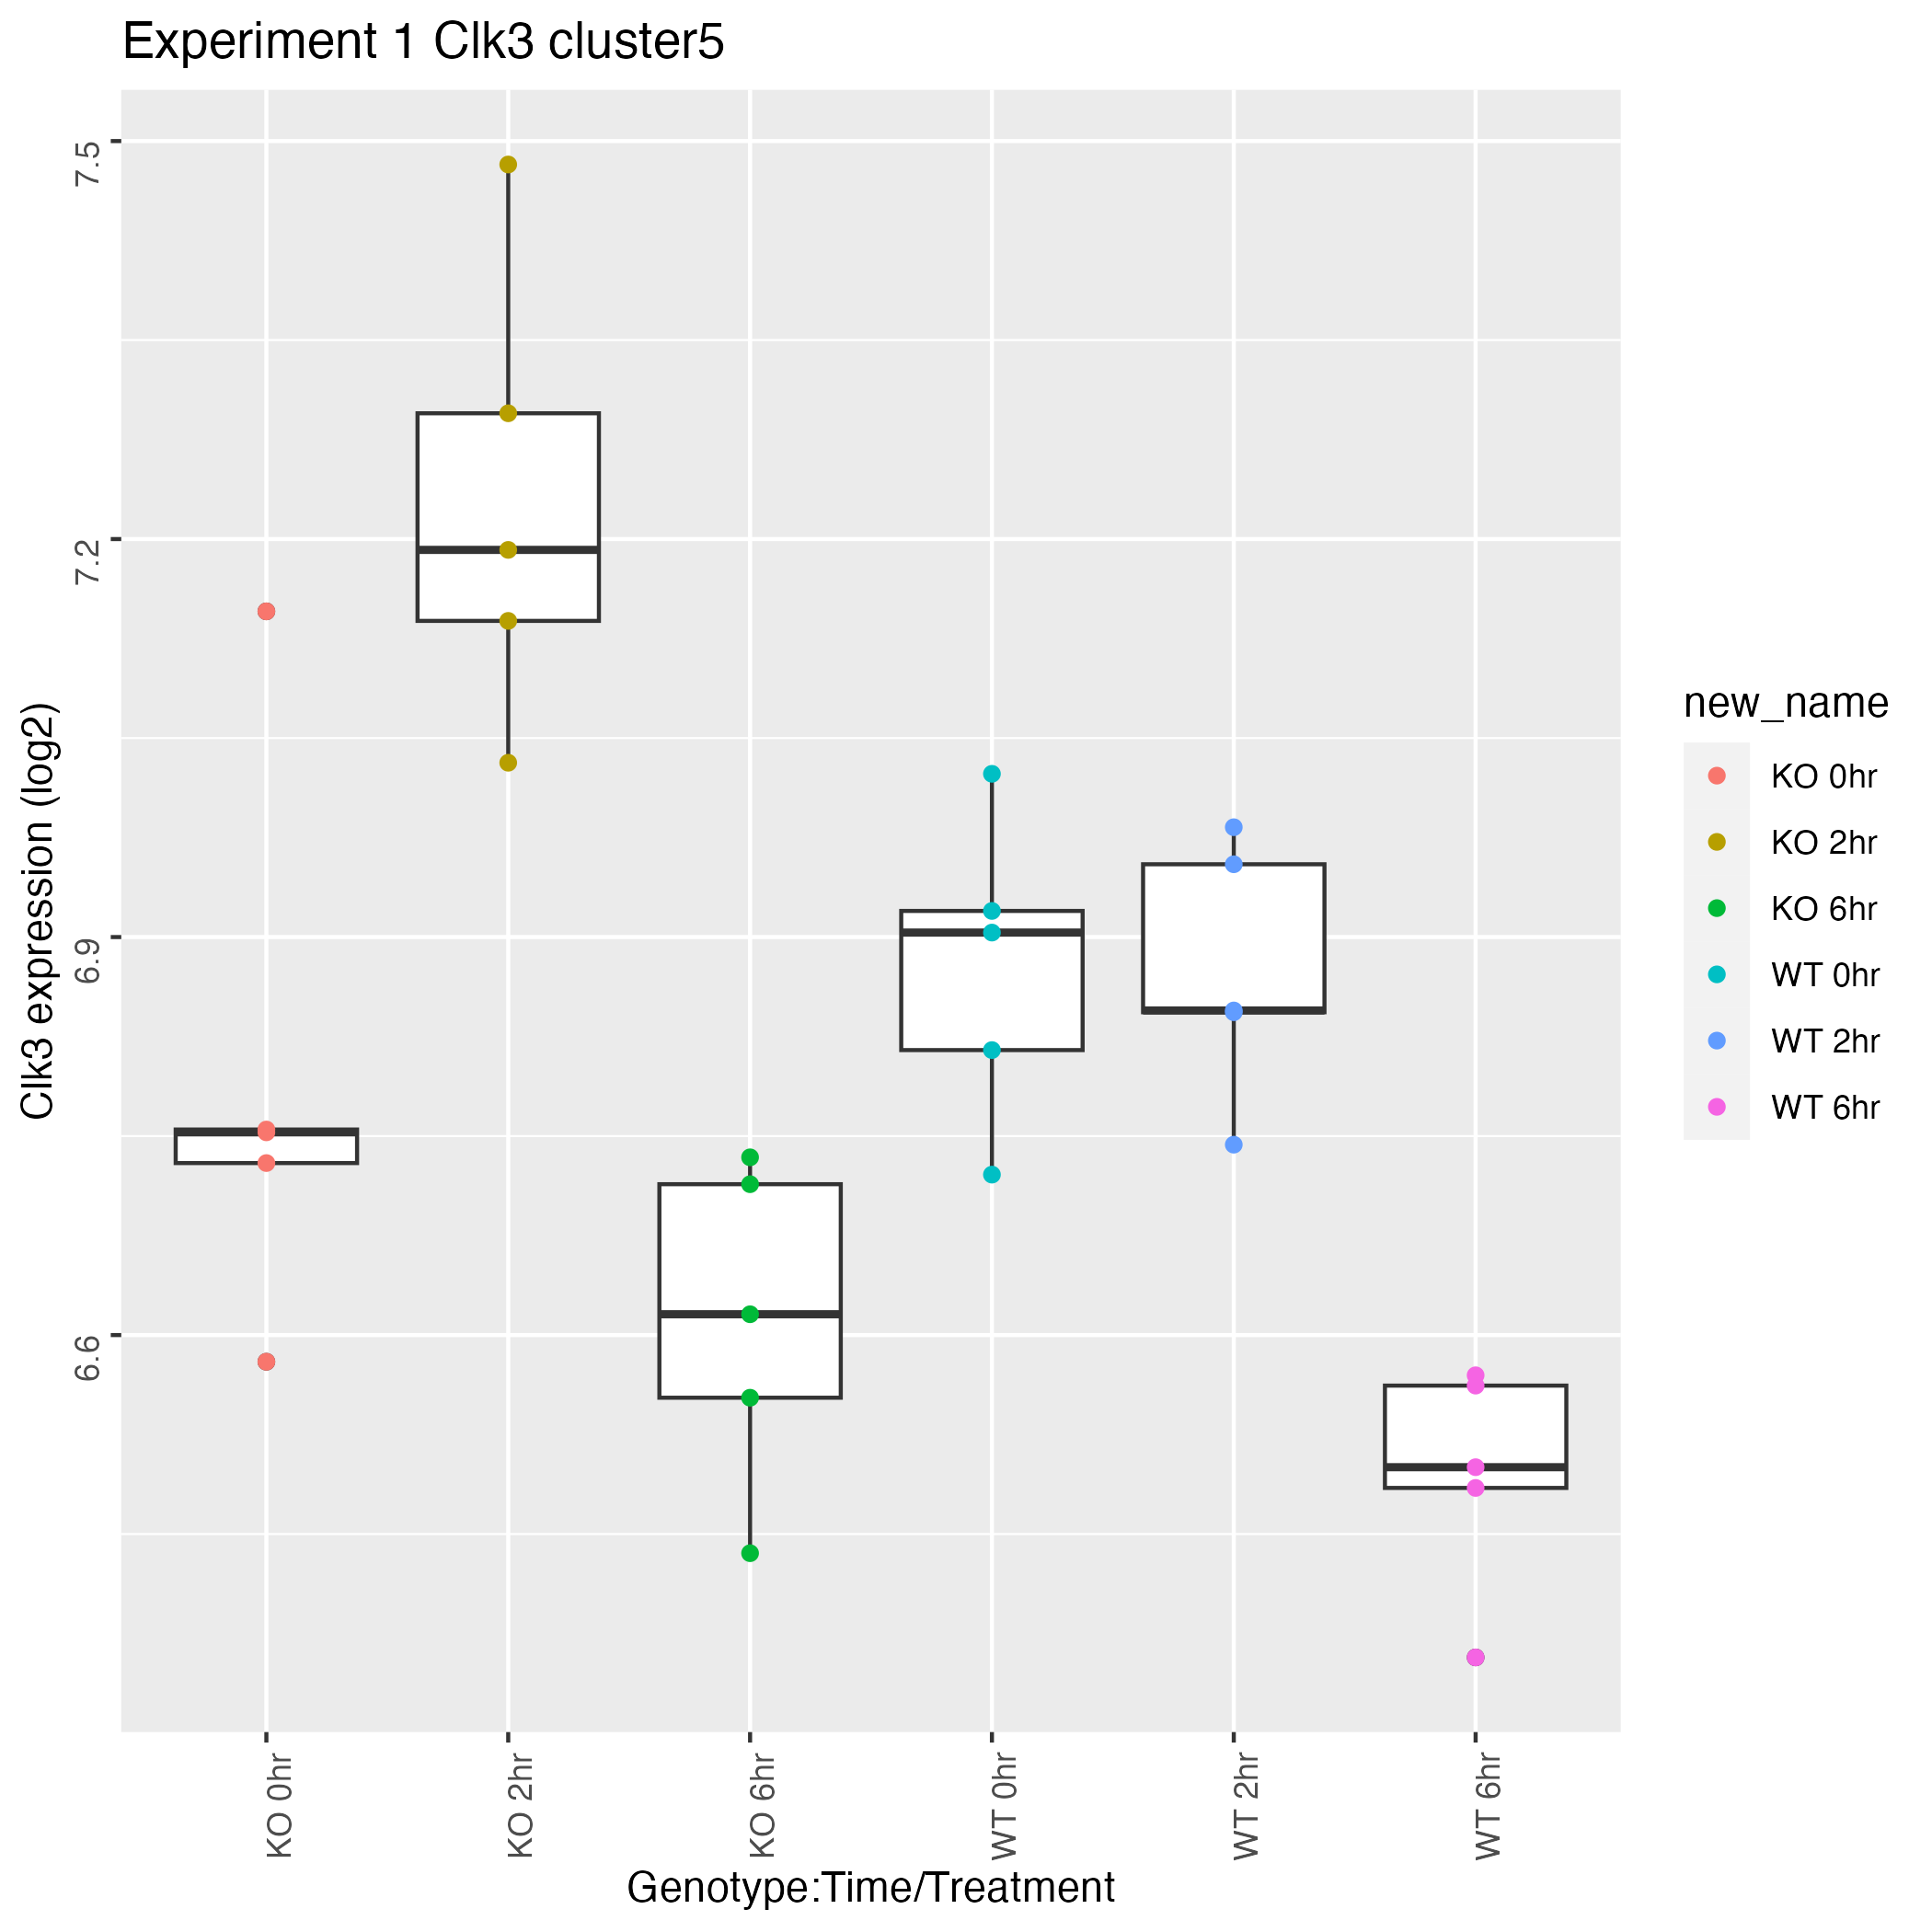 Experiment 1 Clk3 cluster5
Clk3 expression (log2)
7.5
7.2
6.9
6.6
KO 0hr
KO 2hr
KO 6hr
WT 0hr
WT 2hr
WT 6hr
Genotype:Time/Treatment
new_name
KO 0hr
KO 2hr
KO 6hr
WT 0hr
WT 2hr
WT 6hr